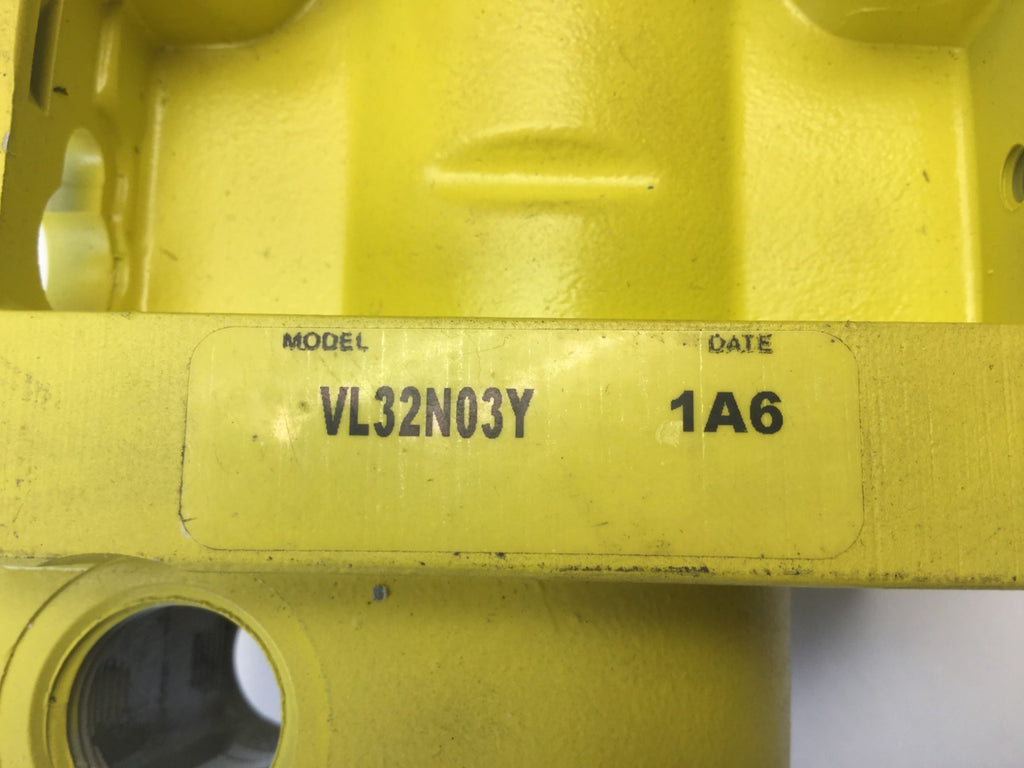 MODEL DATE
VL32N03Y 1A6